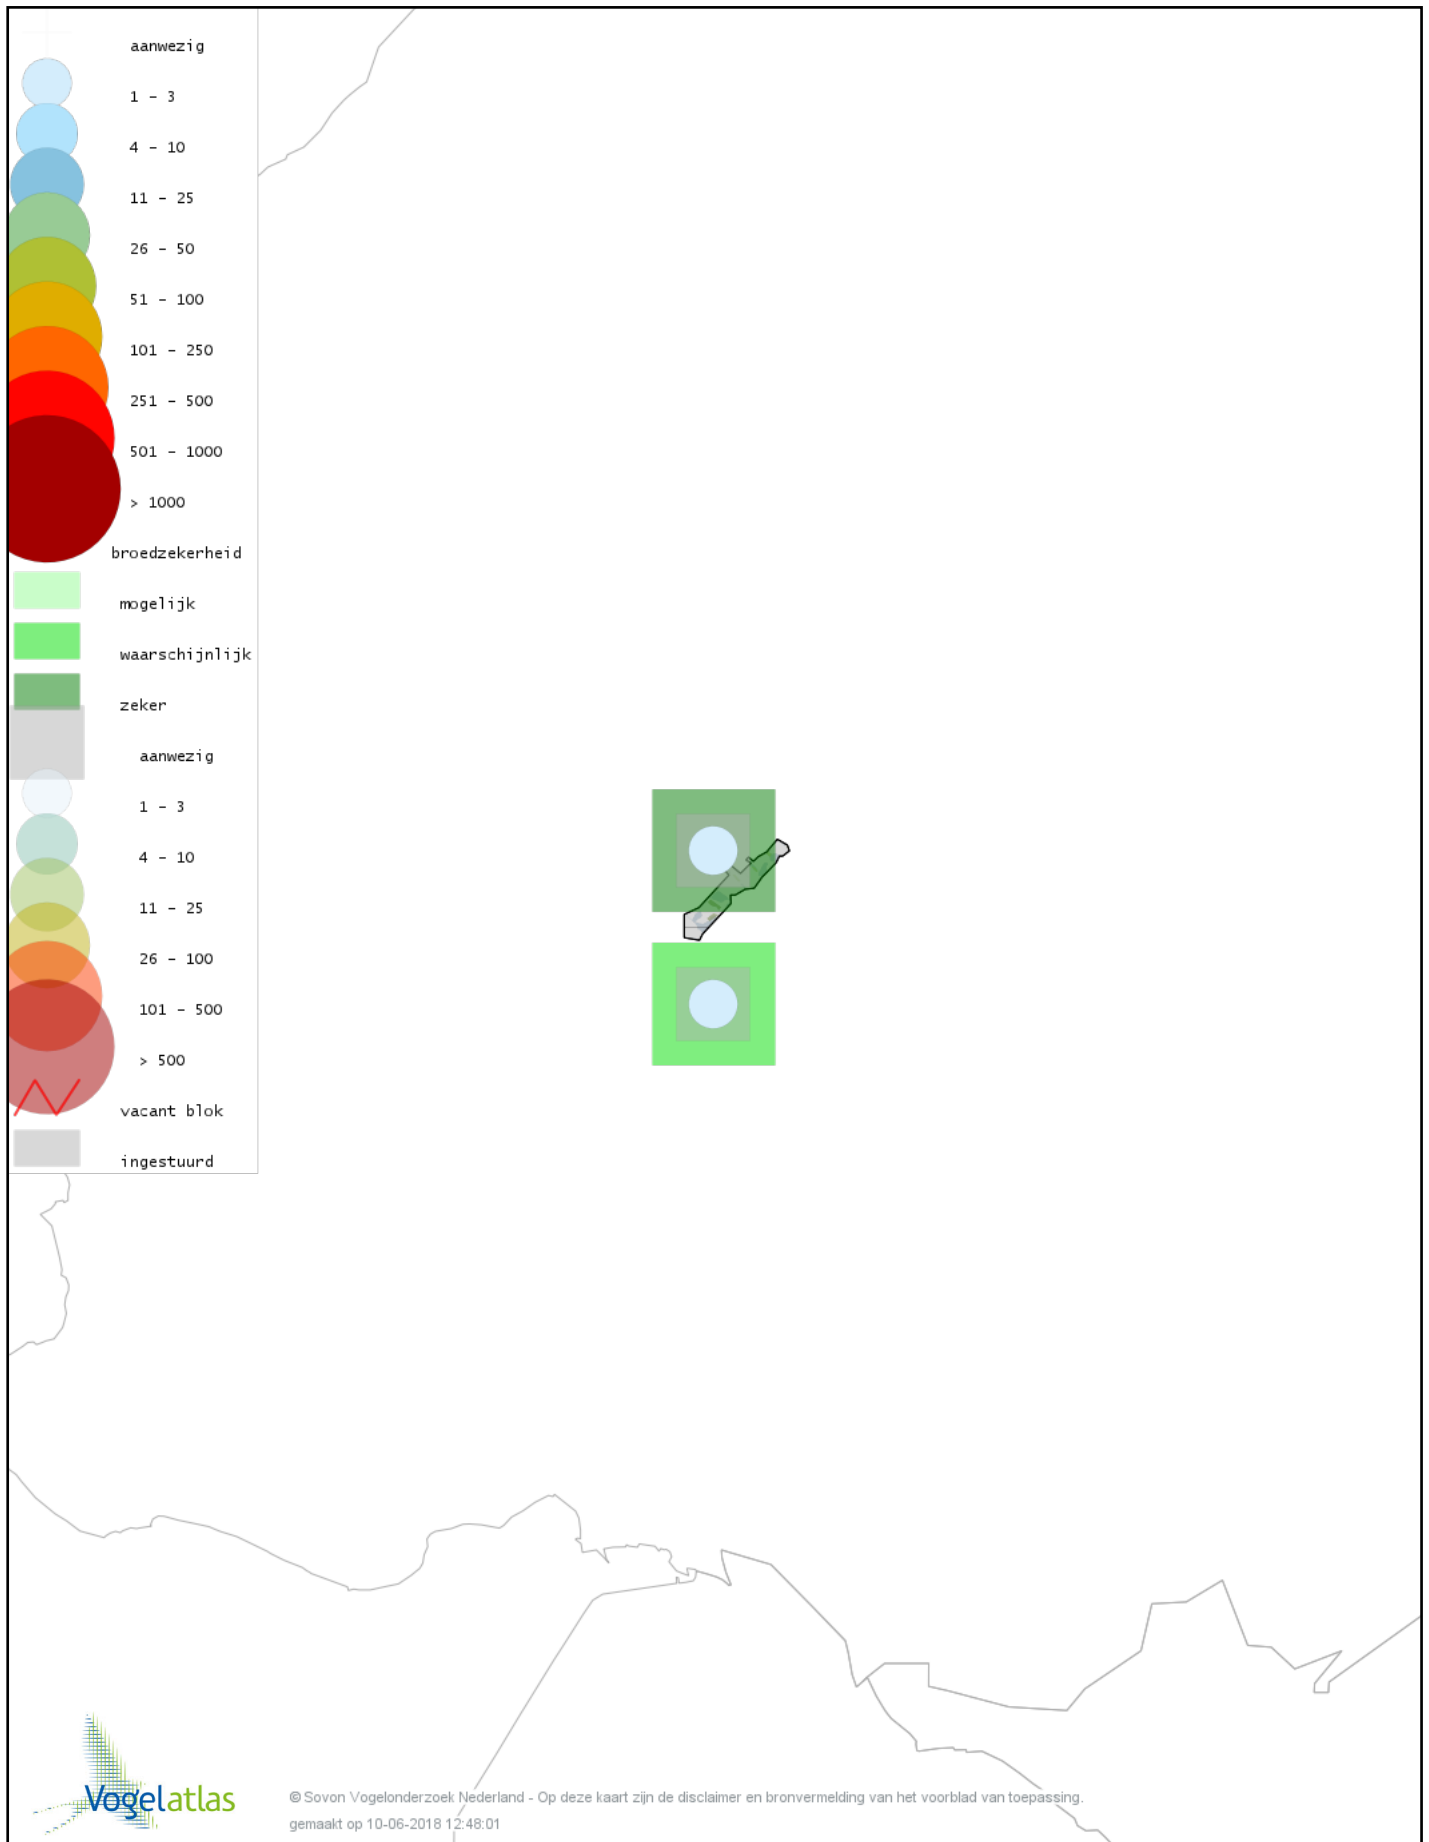 aanwezig
1 - 3
4 - 10
11 - 25
26 - 50
51 - 100
101 - 250
251 - 500
501 - 1000
> 1000
broedzekerheid
mogelijk
waarschijnlijk
zeker
aanwezig
1 - 3
4 - 10
11 - 25
26 - 100
101 - 500
> 500
vacant blok
ingestuurd
Vogelatlas
© Sovon Vogelonderzoek Nederland - Op deze kaart zijn de disclaimer en bronvermelding van het voorblad van toepassing.
gemaakt op 10-06-2018 12:48:01